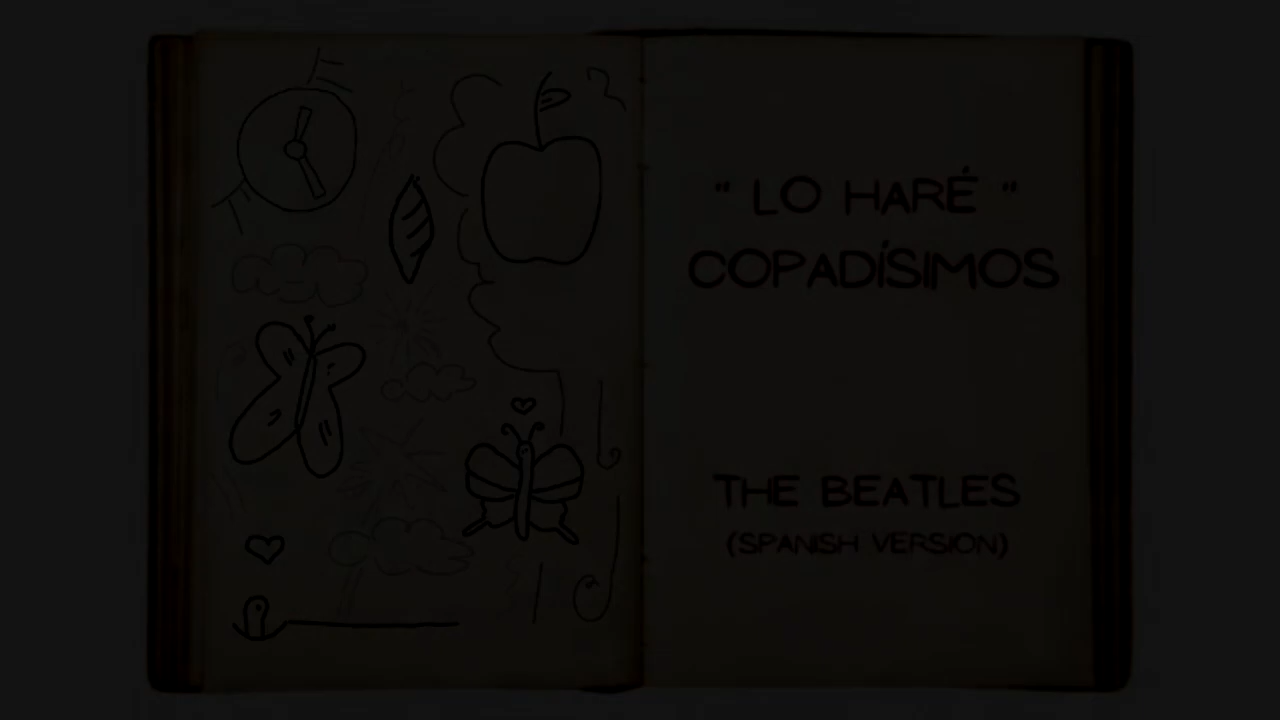 " LO HARÉ "
COPADÍSIMOS
THE BEATLES
(SPANISH VERSION)